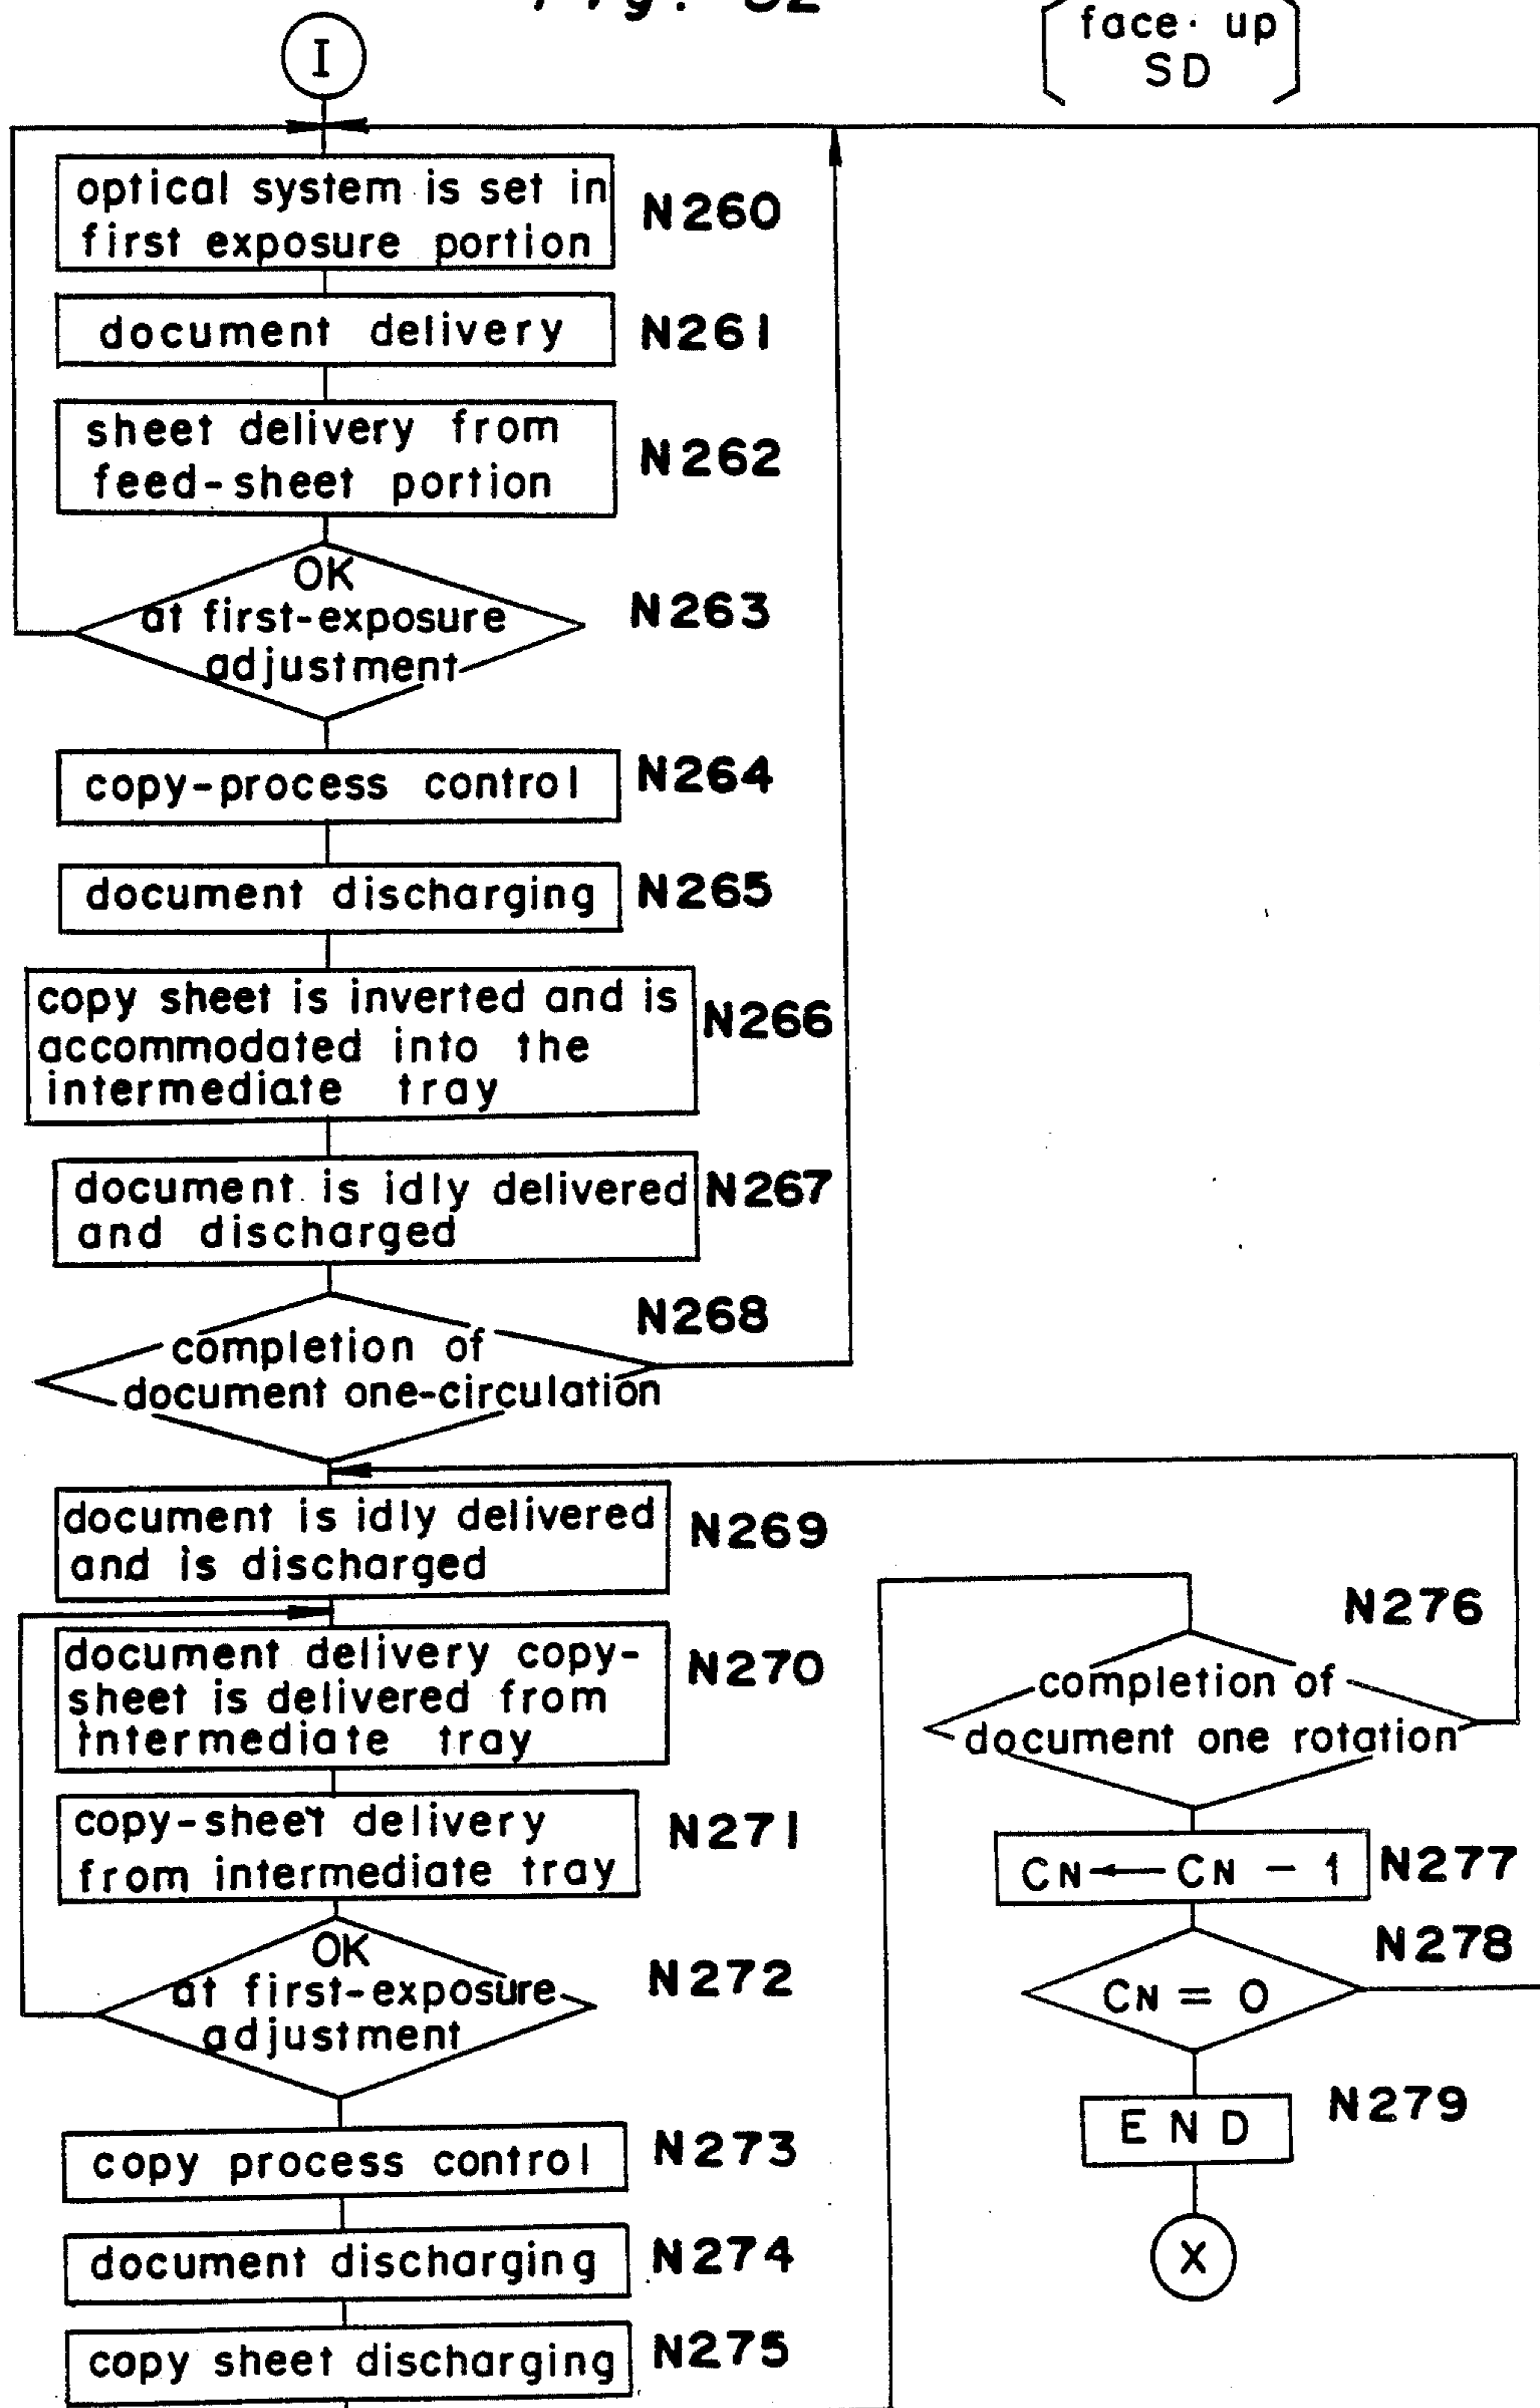 face up
SD
I
optical system is set in
first exposure portion
N260
document delivery
N261
sheet delivery from
feed-sheet portion
N262
OK
at first-exposure
adjustment
N263
copy-process control
N264
document discharging
N265
copy sheet is inverted and is
accommodated into the
intermediate tray
N266
document is idly delivered
and discharged
N267
completion of
document one-circulation
N268
document is idly delivered
and is discharged
N269
document delivery copy-
sheet is delivered from
intermediate tray
N270
copy-sheet delivery
from intermediate tray
N271
OK
at first-exposure
adjustment
N272
copy process control
N273
document discharging
N274
copy sheet discharging
N275
completion of
document one rotation
N276
CN ← CN - 1
N277
CN = 0
N278
END
N279
X